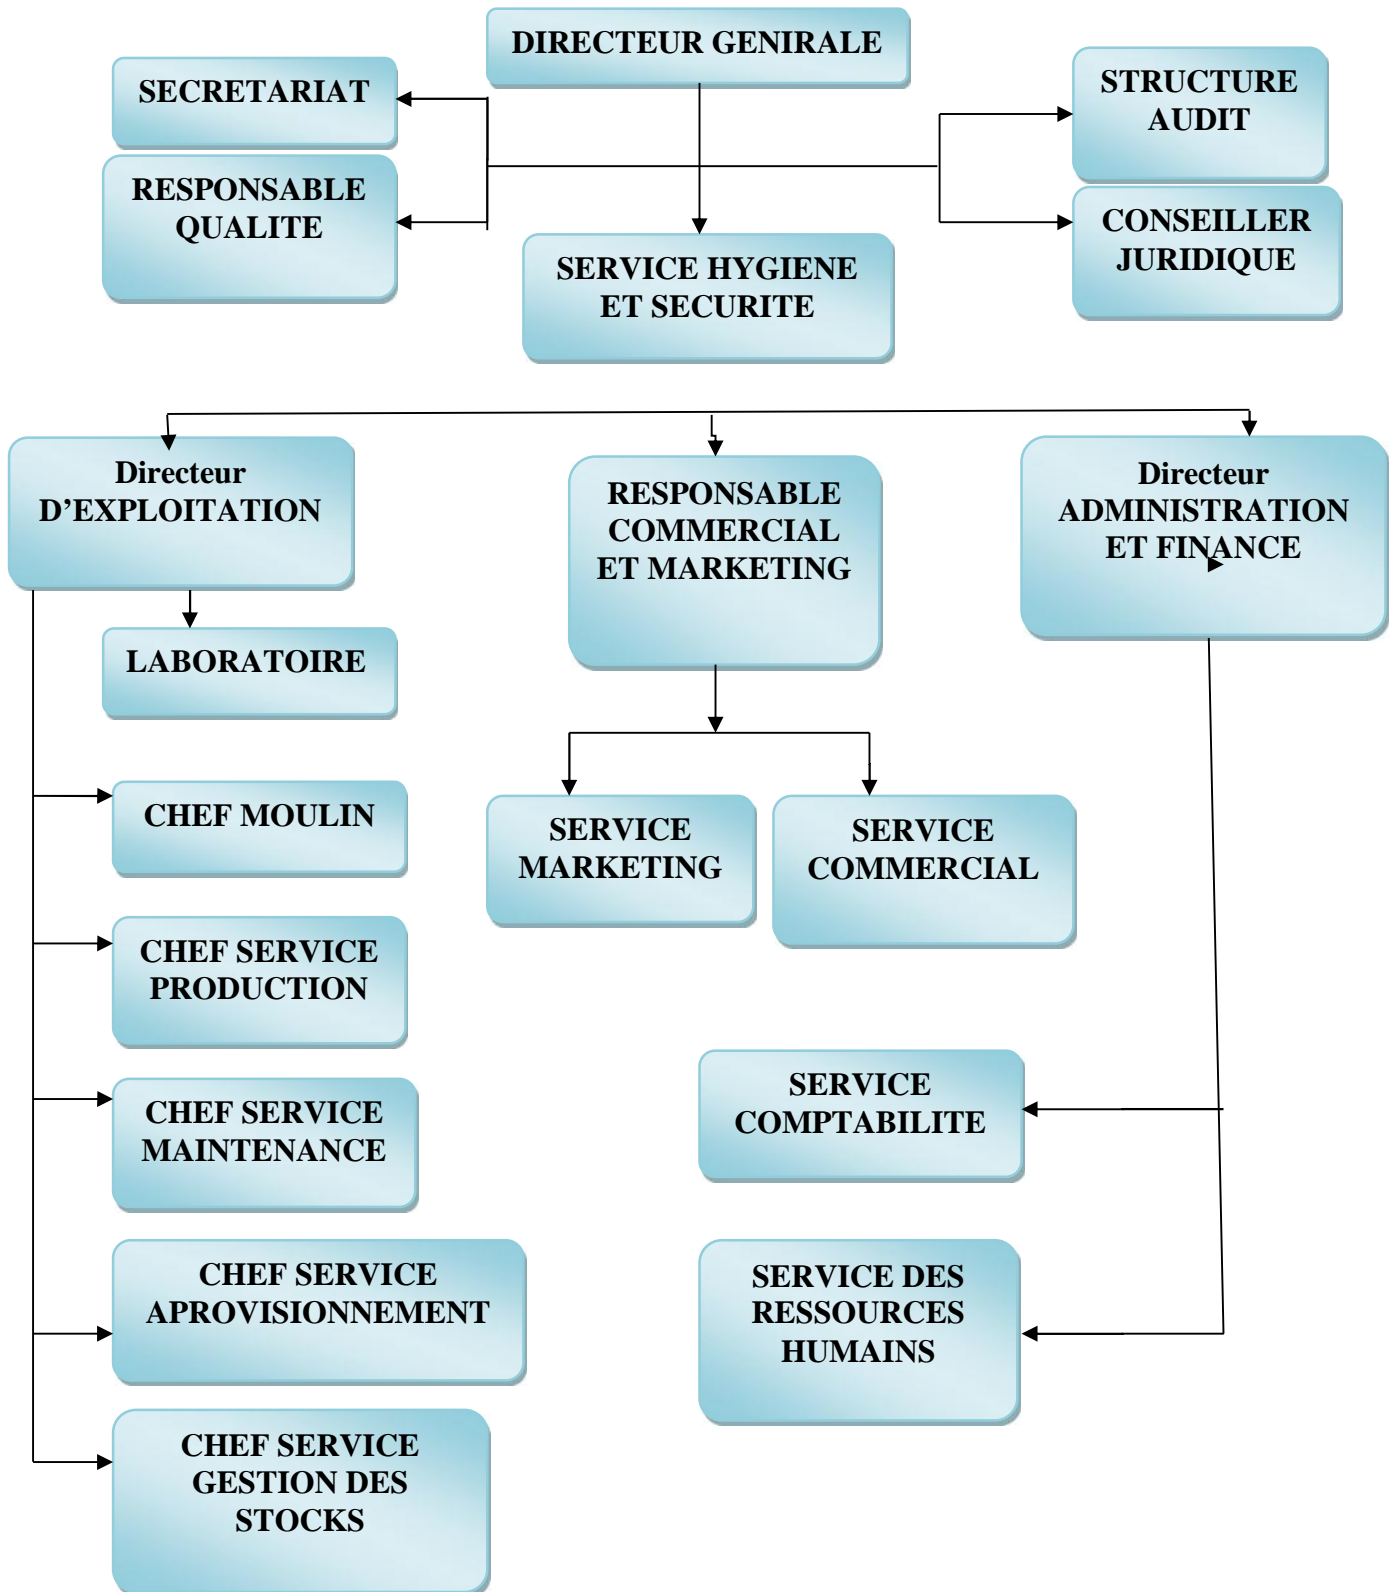 DIRECTEUR GENIRALE
SECRETARIAT
STRUCTURE
AUDIT
RESPONSABLE
QUALITE
CONSEILLER
JURIDIQUE
SERVICE HYGIENE
ET SECURITE
Directeur
D’EXPLOITATION
RESPONSABLE
COMMERCIAL
ET MARKETING
Directeur
ADMINISTRATION
ET FINANCE
LABORATOIRE
CHEF MOULIN
SERVICE
MARKETING
SERVICE
COMMERCIAL
CHEF SERVICE
PRODUCTION
CHEF SERVICE
MAINTENANCE
SERVICE
COMPTABILITE
CHEF SERVICE
APROVISIONNEMENT
SERVICE DES
RESSOURCES
HUMAINS
CHEF SERVICE
GESTION DES
STOCKS